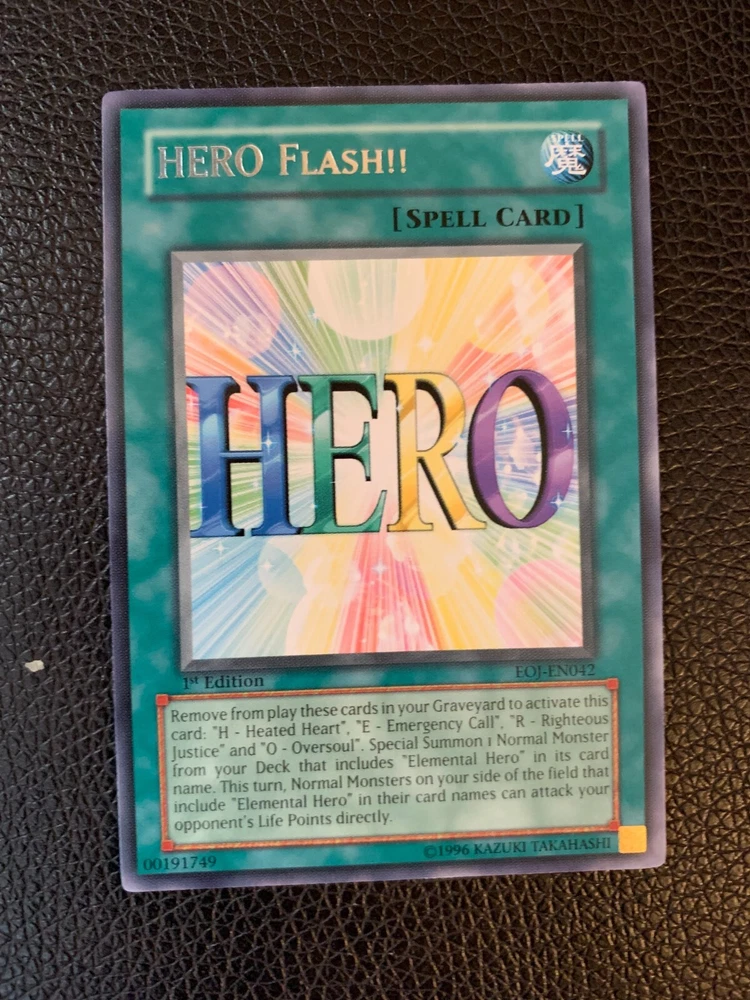 HERO FLASH!!
SPELL
魔
[SPELL CARD]
HERO
1st Edition
EOJ-EN042
Remove from play these cards in your Graveyard to activate this
card: "H - Heated Heart", "E - Emergency Call", "R - Righteous
Justice" and "O - Oversoul". Special Summon 1 Normal Monster
from your Deck that includes "Elemental Hero" in its card
name. This turn, Normal Monsters on your side of the field that
include "Elemental Hero" in their card names can attack your
opponent's Life Points directly.
00191749
©1996 KAZUKI TAKAHASHI